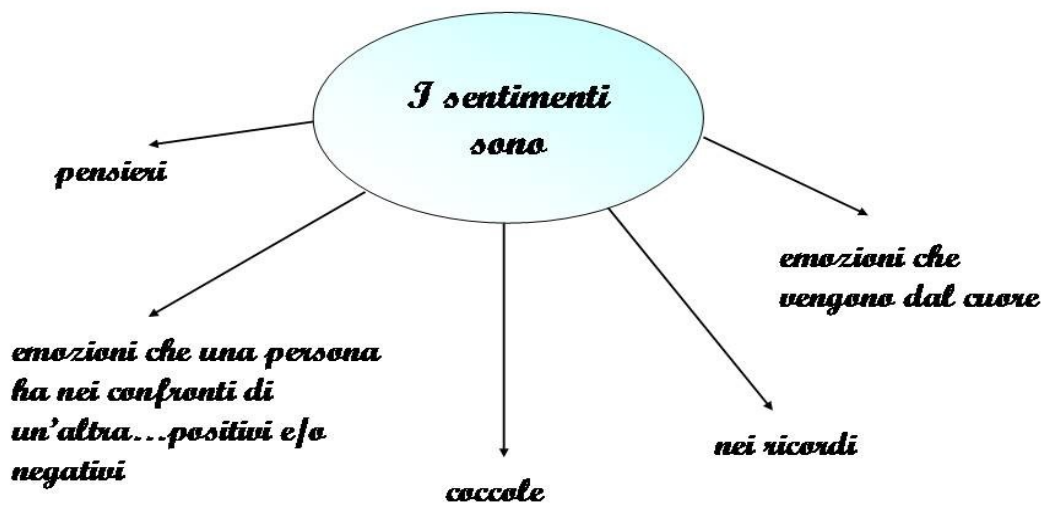 I sentimenti
sono
pensieri
emozioni che una persona
ha nei confronti di
un'altra...positivi e/o
negativi
coccole
nei ricordi
emozioni che
vengono dal cuore